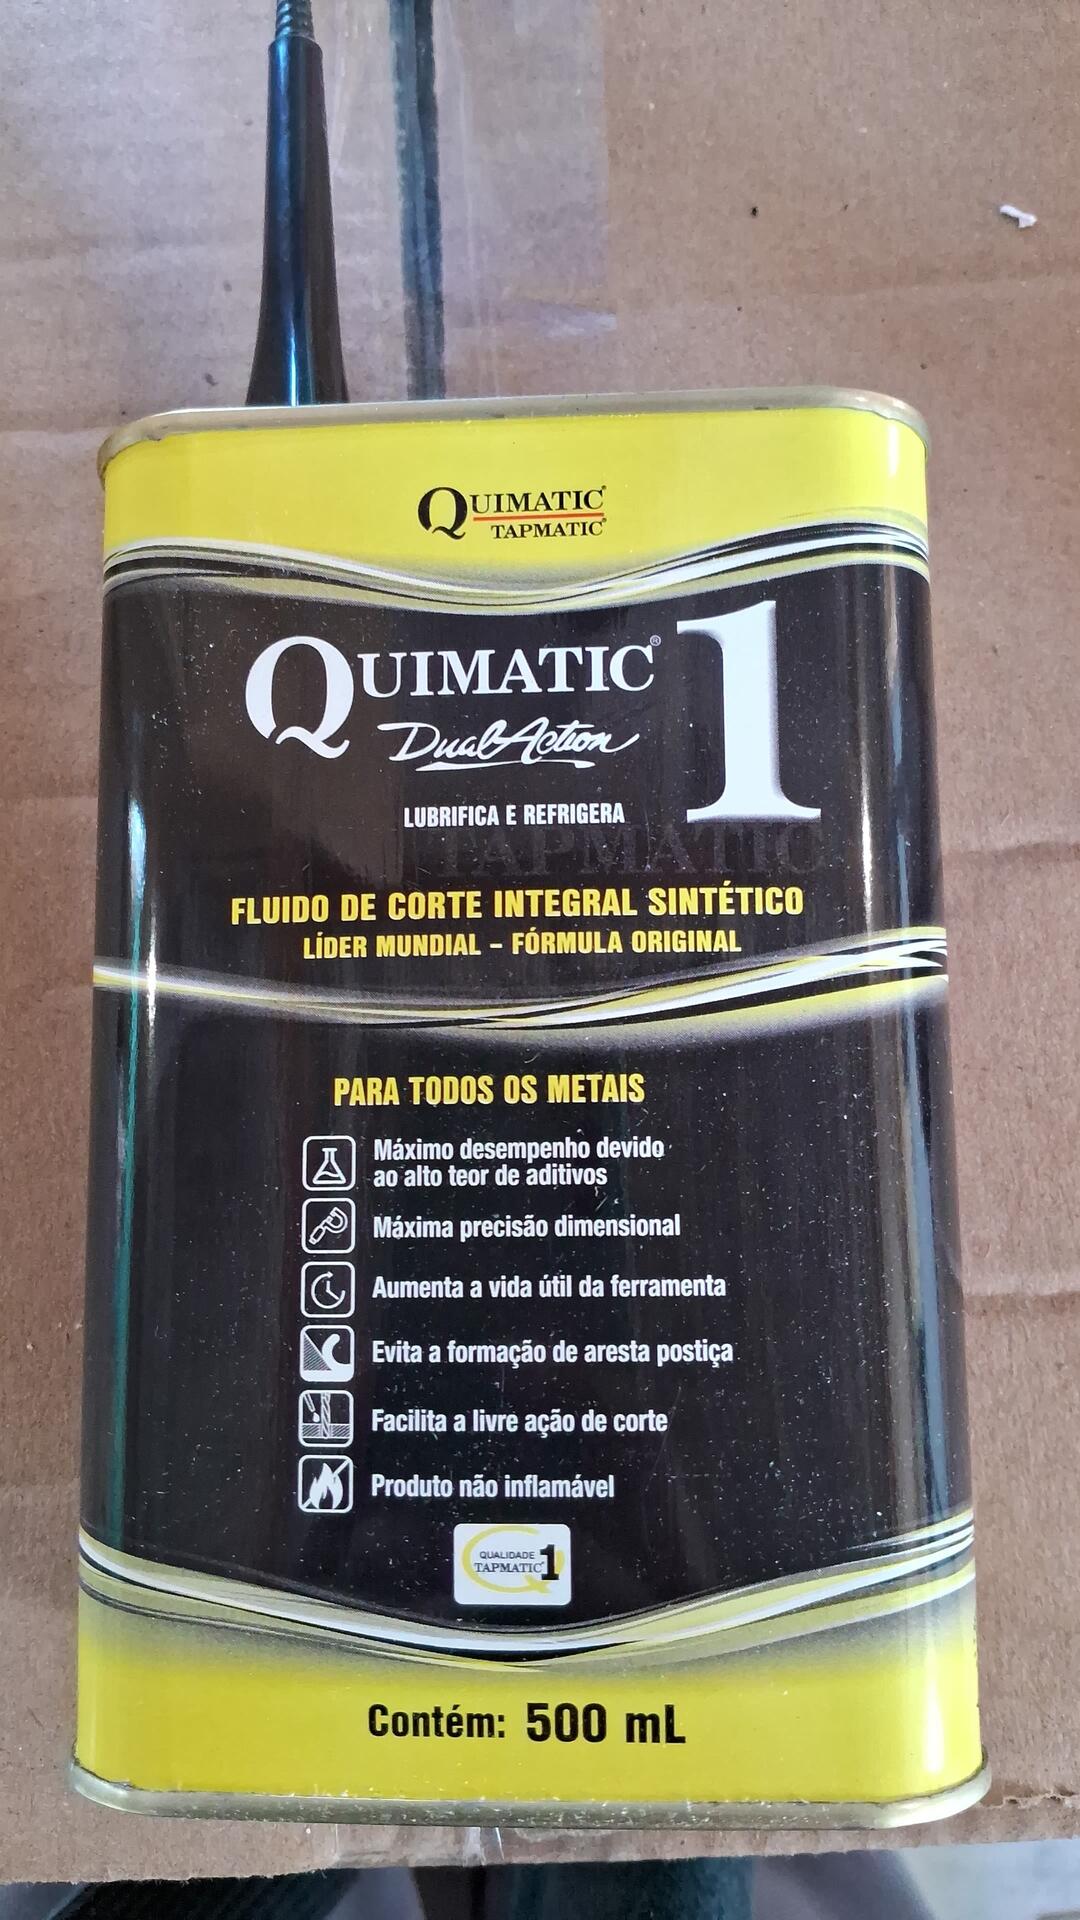 QUIMATIC®
TAPMATIC®
QUIMATIC® 1
Dual Action
LUBRIFICA E REFRIGERA
TAPMATIC
FLUIDO DE CORTE INTEGRAL SINTÉTICO
LÍDER MUNDIAL – FÓRMULA ORIGINAL
PARA TODOS OS METAIS
Máximo desempenho devido
ao alto teor de aditivos
Máxima precisão dimensional
Aumenta a vida útil da ferramenta
Evita a formação de aresta postiça
Facilita a livre ação de corte
Produto não inflamável
QUALIDADE
TAPMATIC 1
Contém: 500 mL